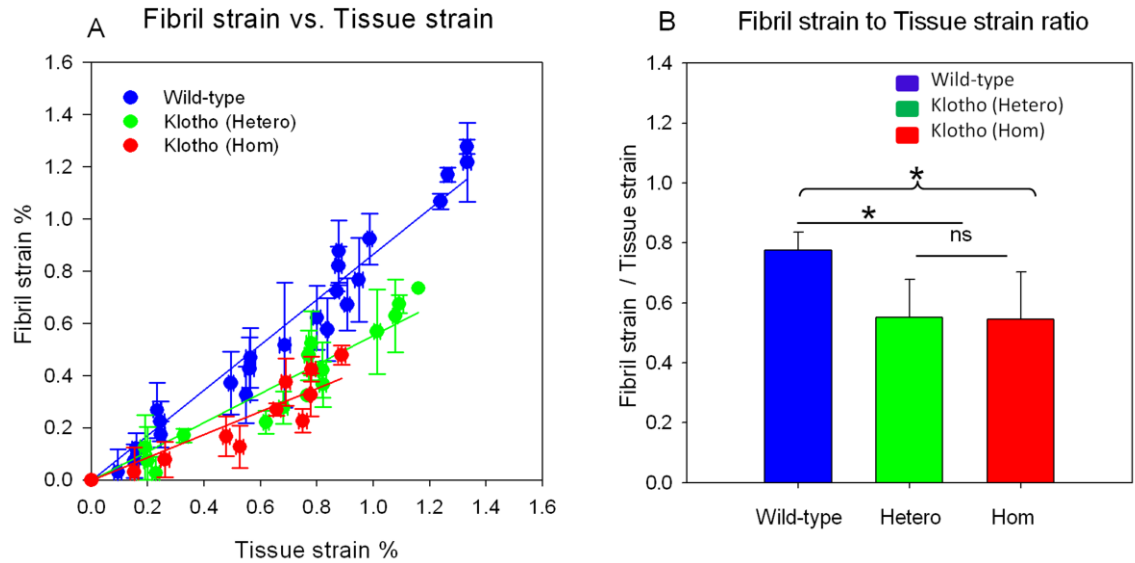 A
Fibril strain vs. Tissue strain
Fibril strain %
1.6
1.4
1.2
1.0
0.8
0.6
0.4
0.2
0.0
Wild-type
Klotho (Hetero)
Klotho (Hom)
0.0 0.2 0.4 0.6 0.8 1.0 1.2 1.4 1.6
Tissue strain %
B
Fibril strain to Tissue strain ratio
Fibril strain / Tissue strain
1.4
1.2
1.0
0.8
0.6
0.4
0.2
0.0
Wild-type
Klotho (Hetero)
Klotho (Hom)
*
*
ns
Wild-type Hetero Hom